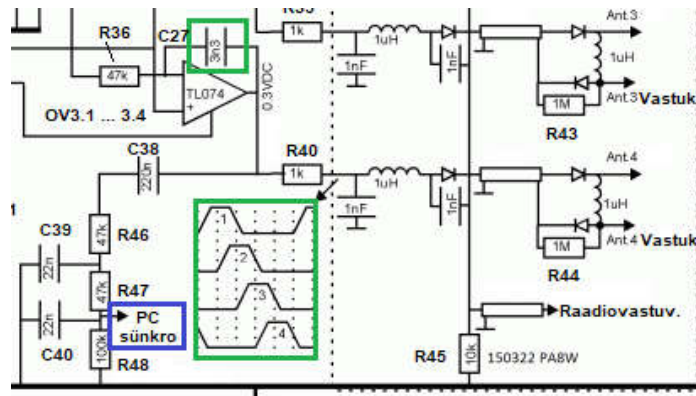 R39
1k
1uH
1nF
1nF
Ant.3
1uH
1M
Ant.3 Vastuk
R43
R36
47k
C27
3n3
TL074
+
0.3VDC
OV3.1 ... 3.4
C38
220n
R40
1k
1uH
1nF
1nF
Ant.4
1uH
1M
Ant.4 Vastuk
R44
1
2
3
4
R46
47k
C39
22n
R47
47k
PC
sünkro
22n
C40
100k
R48
Raadiovastuv.
R45
10k
150322 PA8W